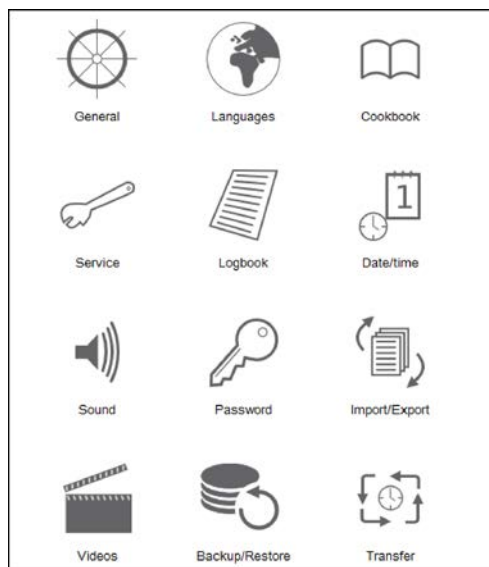 General Languages Cookbook
1
Service Logbook Date/time
Sound Password Import/Export
Videos Backup/Restore Transfer